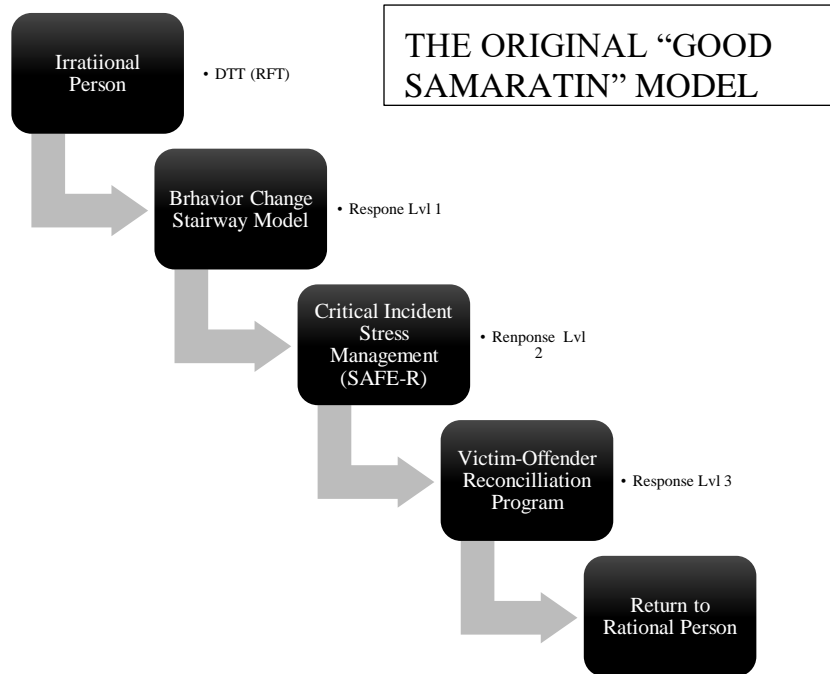 THE ORIGINAL “GOOD
SAMARATIN” MODEL
Irratiional
Person
• DTT (RFT)
Brhavior Change
Stairway Model
• Respone Lvl 1
Critical Incident
Stress
Management
(SAFE-R)
• Renponse Lvl
2
Victim-Offender
Reconcilliation
Program
• Response Lvl 3
Return to
Rational Person